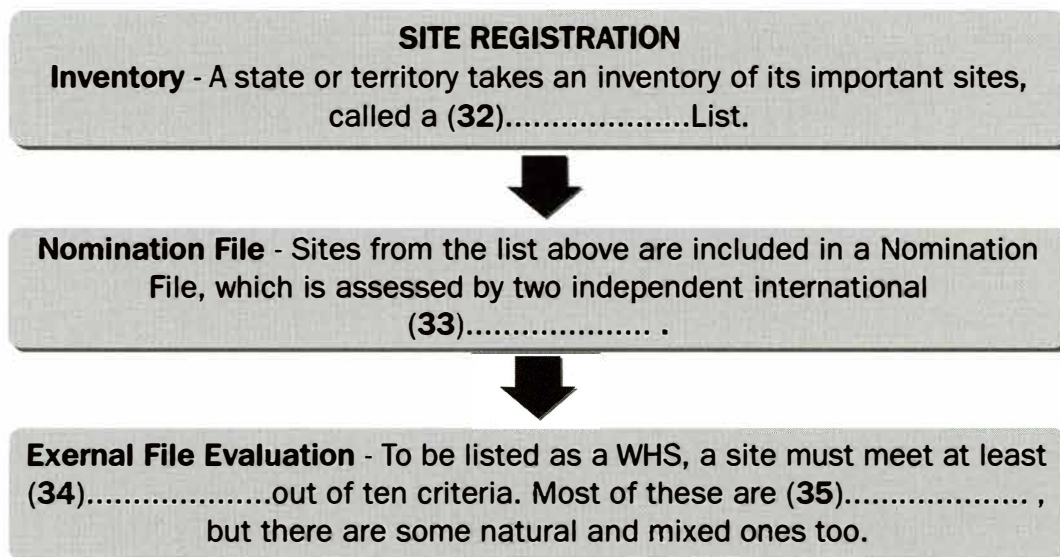 SITE REGISTRATION
Inventory - A state or territory takes an inventory of its important sites,
called a (32).....................List.
Nomination File - Sites from the list above are included in a Nomination
File, which is assessed by two independent international
(33)..................... .
Exernal File Evaluation - To be listed as a WHS, a site must meet at least
(34).....................out of ten criteria. Most of these are (35)..................... ,
but there are some natural and mixed ones too.